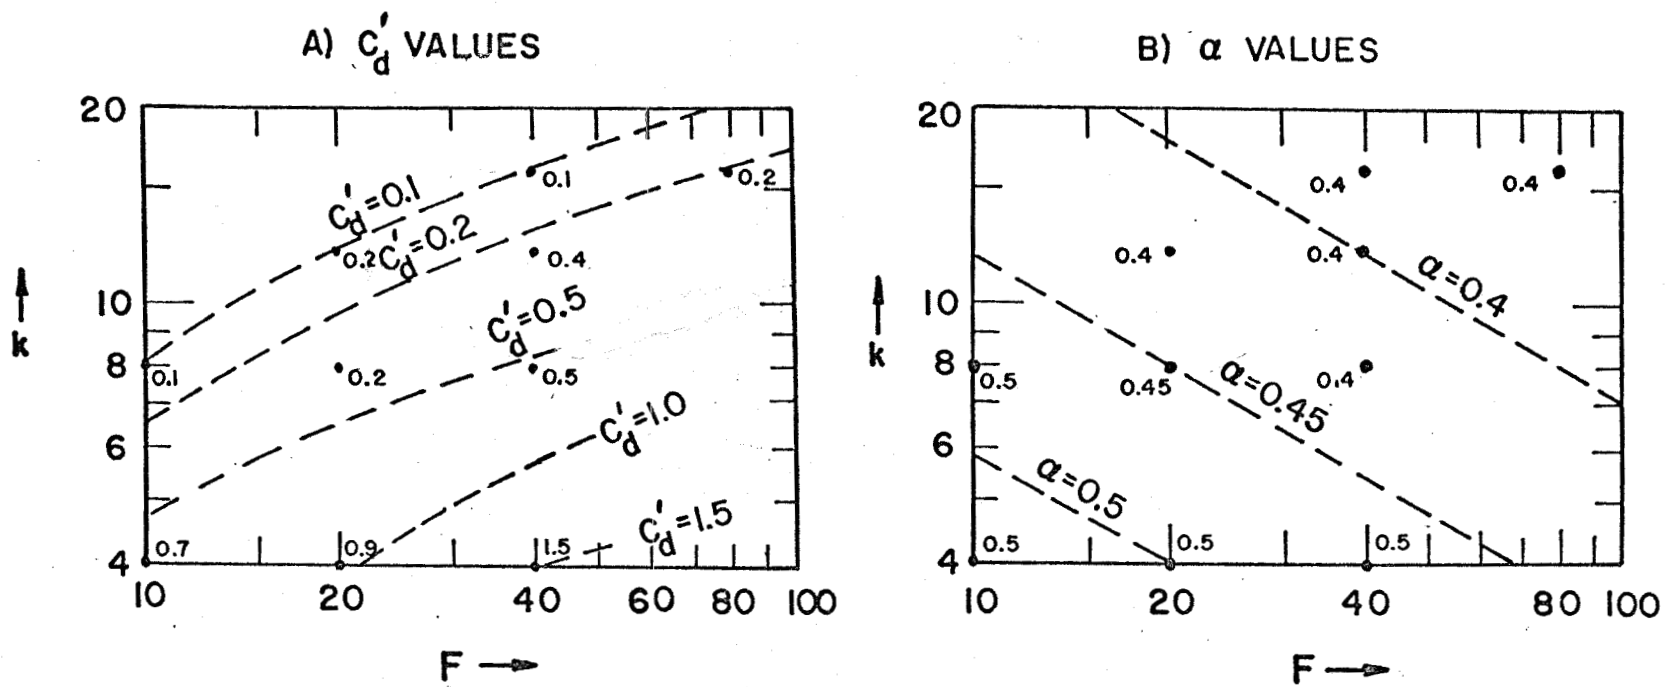 A) C'd VALUES
20
10
8
6
4
k
C'd=0.1
C'd=0.2
C'd=0.5
C'd=1.0
C'd=1.5
0.1
0.2
0.2
0.4
0.1
0.2
0.5
0.7
0.9
1.5
10 20 40 60 80 100
F
B) α VALUES
20
10
8
6
4
k
α=0.4
α=0.45
α=0.5
0.4
0.4
0.4
0.4
0.5
0.45
0.4
0.5
0.5
0.5
10 20 40 80 100
F